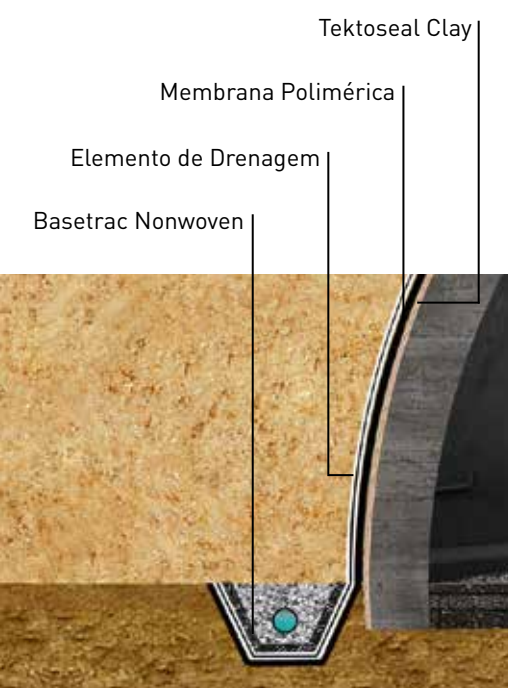 Tektoseal Clay
Membrana Polimérica
Elemento de Drenagem
Basetrac Nonwoven